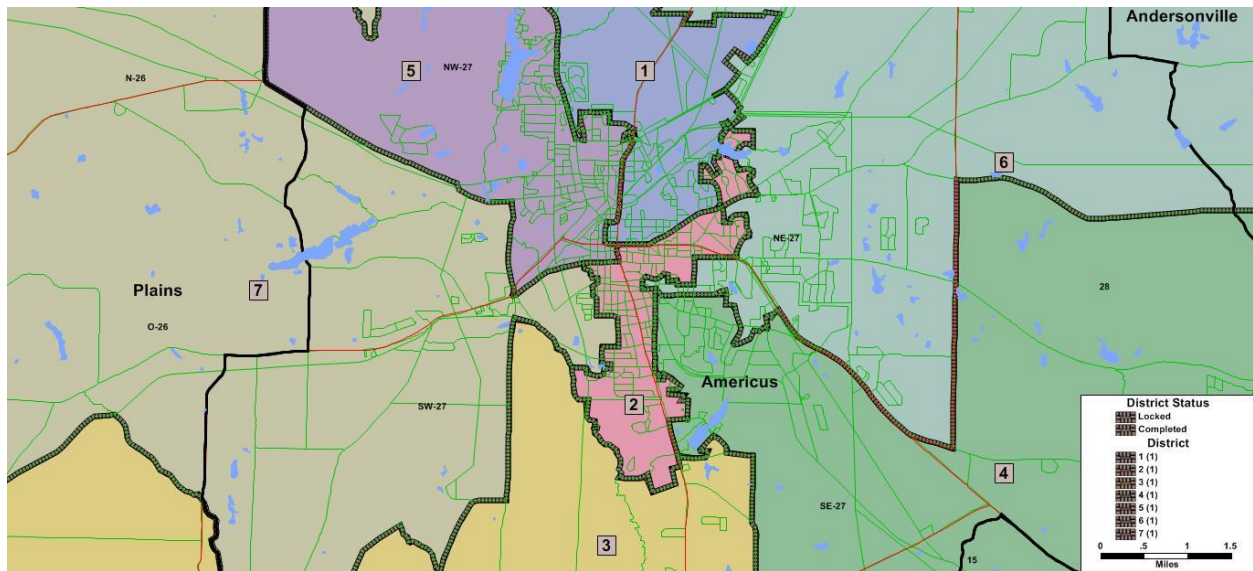 Andersonville
5
NW-27
1
N-26
6
NE-27
Plains
7
28
O-26
Americus
2
SW-27
District Status
Locked
Completed
District
1 (1)
2 (1)
3 (1)
4 (1)
5 (1)
6 (1)
7 (1)
4
SE-27
3
15
0 .5 1 1.5
Miles